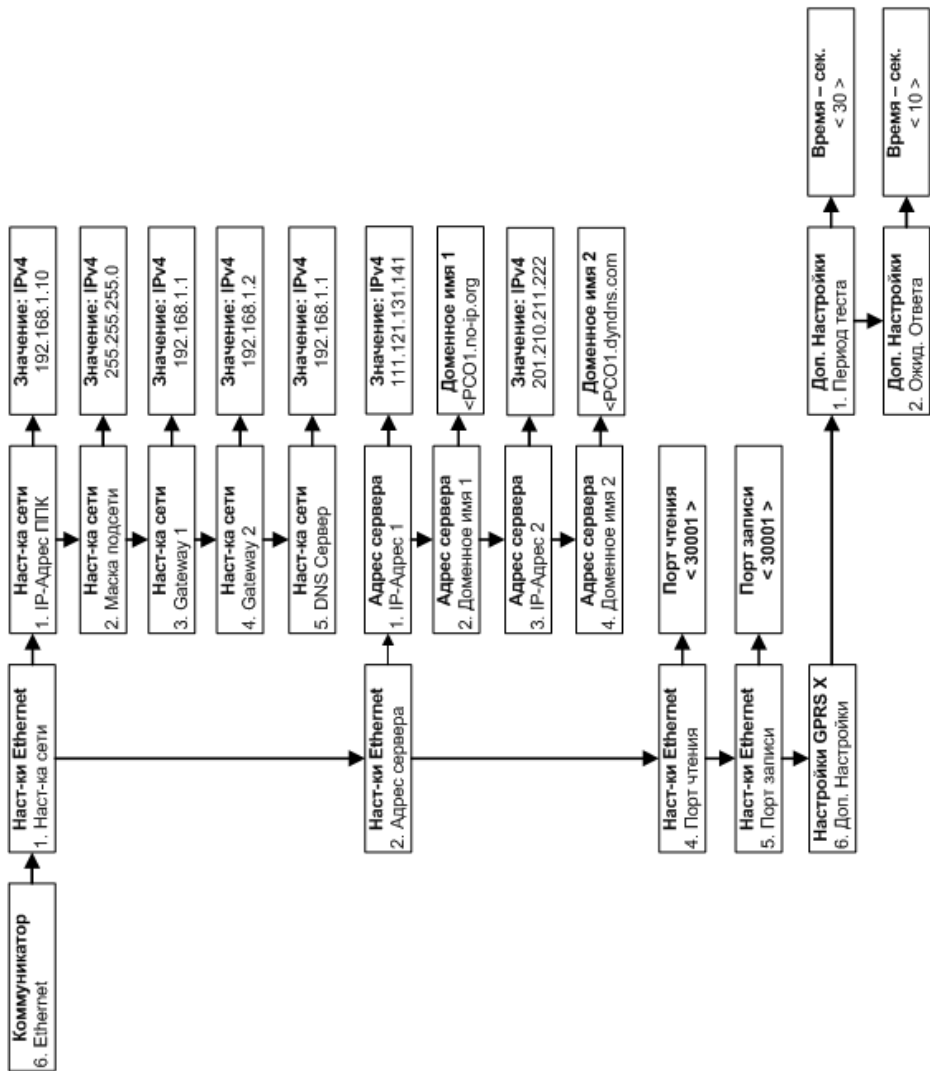 Коммуникатор
6. Ethernet
Наст-ки Ethernet
1. Наст-ка сети
Наст-ка сети
1. IP-Адрес ППК
Значение: IPv4
192.168.1.10
Наст-ка сети
2. Маска подсети
Значение: IPv4
255.255.255.0
Наст-ка сети
3. Gateway 1
Значение: IPv4
192.168.1.1
Наст-ка сети
4. Gateway 2
Значение: IPv4
192.168.1.2
Наст-ка сети
5. DNS Сервер
Значение: IPv4
192.168.1.1
Наст-ки Ethernet
2. Адрес сервера
Адрес сервера
1. IP-Адрес 1
Значение: IPv4
111.121.131.141
Адрес сервера
2. Доменное имя 1
Доменное имя 1
<PCO1.no-ip.org
Адрес сервера
3. IP-Адрес 2
Значение: IPv4
201.210.211.222
Адрес сервера
4. Доменное имя 2
Доменное имя 2
<PCO1.dyndns.com
Наст-ки Ethernet
4. Порт чтения
Порт чтения
< 30001 >
Наст-ки Ethernet
5. Порт записи
Порт записи
< 30001 >
Настройки GPRS X
6. Доп. Настройки
Доп. Настройки
1. Период теста
Время – сек.
< 30 >
Доп. Настройки
2. Ожид. Ответа
Время – сек.
< 10 >